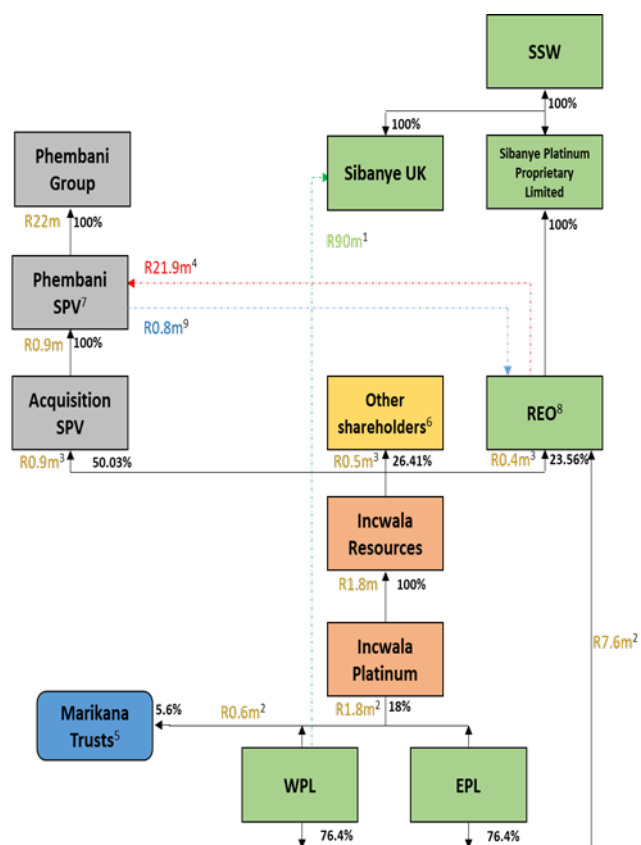 SSW
100%
100%
Phembani
Group
Sibanye UK
Sibanye Platinum
Proprietary
Limited
R22m
100%
100%
R90m¹
Phembani
SPV⁷
R21.9m⁴
R0.9m
100%
R0.8m⁹
Acquisition
SPV
Other
shareholders⁶
REO⁸
R0.9m³
50.03%
R0.5m³
26.41%
R0.4m³
23.56%
Incwala
Resources
R1.8m
100%
Incwala
Platinum
R7.6m²
Marikana
Trusts⁵
5.6%
R0.6m²
R1.8m²
18%
WPL
EPL
76.4%
76.4%